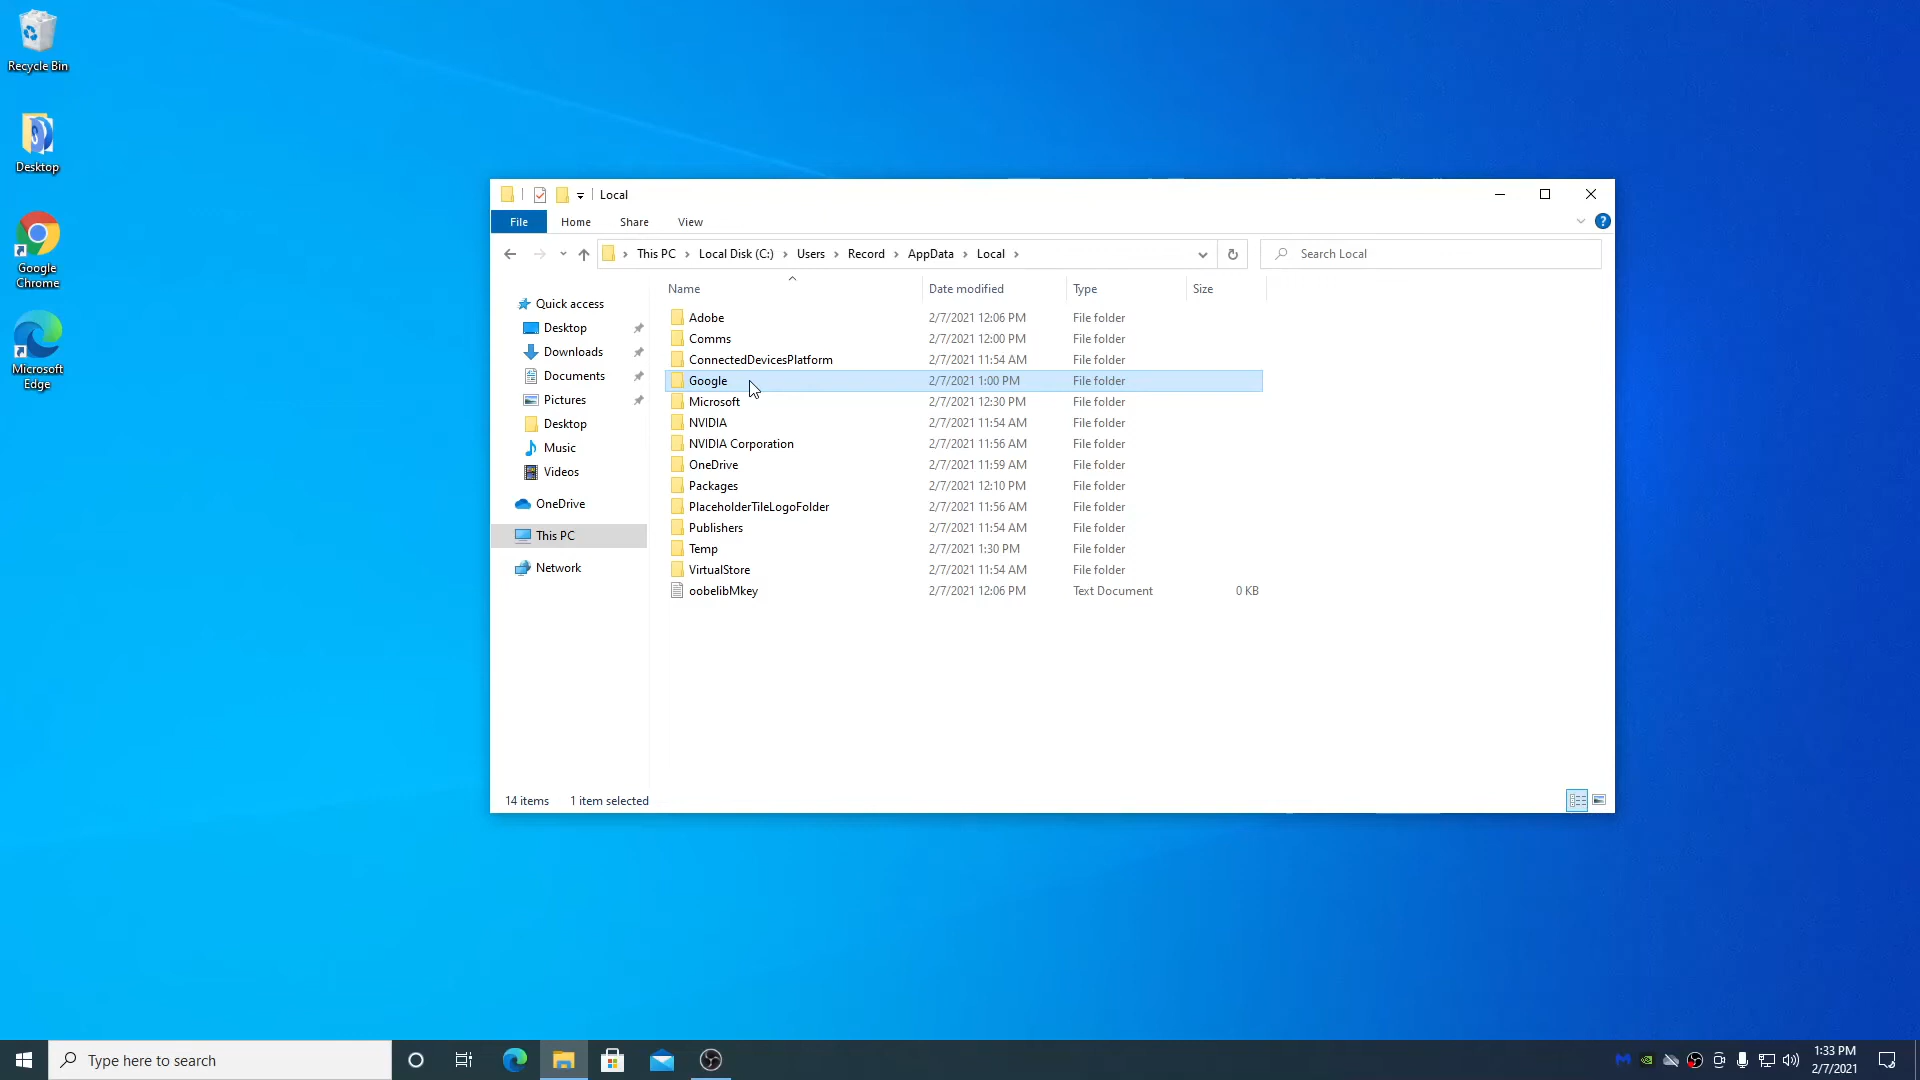 Recycle Bin
Desktop
Google
Chrome
Microsoft
Edge
Local
File Home Share View
This PC Local Disk (C:) Users Record AppData Local
Search Local
Name Date modified Type Size
Quick access
Desktop
Downloads
Documents
Pictures
Desktop
Music
Videos
OneDrive
This PC
Network
Adobe 2/7/2021 12:06 PM File folder
Comms 2/7/2021 12:00 PM File folder
ConnectedDevicesPlatform 2/7/2021 11:54 AM File folder
Google 2/7/2021 1:00 PM File folder
Microsoft 2/7/2021 12:30 PM File folder
NVIDIA 2/7/2021 11:54 AM File folder
NVIDIA Corporation 2/7/2021 11:56 AM File folder
OneDrive 2/7/2021 11:59 AM File folder
Packages 2/7/2021 12:10 PM File folder
PlaceholderTileLogoFolder 2/7/2021 11:56 AM File folder
Publishers 2/7/2021 11:54 AM File folder
Temp 2/7/2021 1:30 PM File folder
VirtualStore 2/7/2021 11:54 AM File folder
oobelibMkey 2/7/2021 12:06 PM Text Document 0 KB
14 items 1 item selected
Type here to search
1:33 PM
2/7/2021